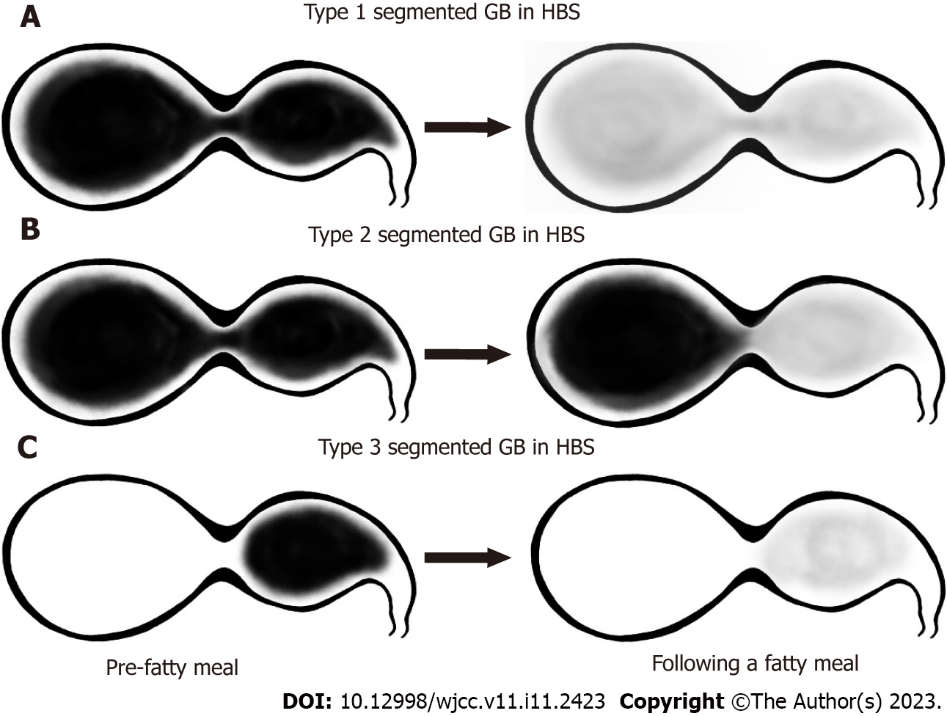 A
Type 1 segmented GB in HBS
B
Type 2 segmented GB in HBS
C
Type 3 segmented GB in HBS
Pre-fatty meal
Following a fatty meal
DOI: 10.12998/wjcc.v11.i11.2423 Copyright ©The Author(s) 2023.